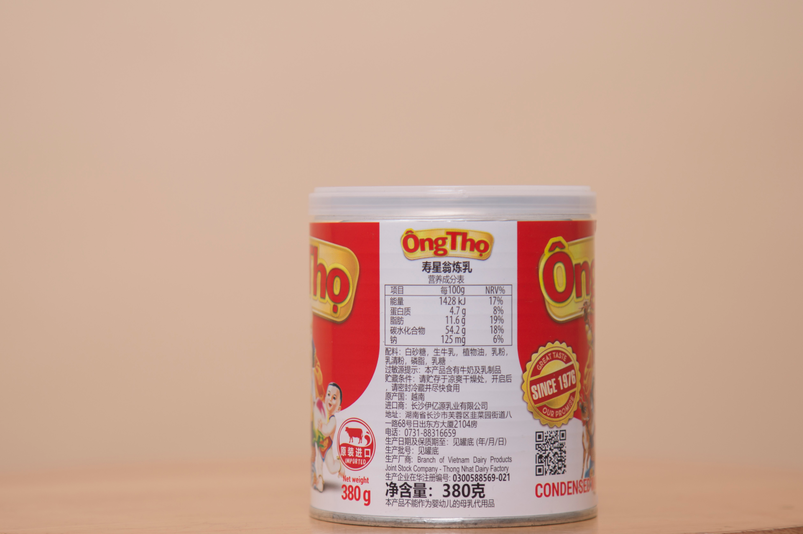 Thọ
原装进口
IMPORTED
Net weight
380 g
ÔngThọ
寿星翁炼乳
营养成分表
项目 每100g NRV%
能量 1428 kJ 17%
蛋白质 4.7 g 8%
脂肪 11.6 g 19%
碳水化合物 54.2 g 18%
钠 125 mg 6%
配料：白砂糖，生牛乳，植物油，乳粉，
乳清粉，磷脂，乳糖
过敏源提示：本产品含有牛奶及乳制品
贮藏条件：请贮存于凉爽干燥处，开启后
，请密封冷藏并尽快食用
原产国：越南
进口商：长沙伊亿源乳业有限公司
地址：湖南省长沙市芙蓉区韭菜园街道八
一路68号日出东方大厦2104房
电话：0731-88316659
生产日期及保质期至：见罐底 (年/月/日)
生产批号：见罐底
生产厂商：Branch of Vietnam Dairy Products
Joint Stock Company - Thong Nhat Dairy Factory
生产企业在华注册编号: 0300588569-021
净含量：380克
本产品不能作为婴幼儿的母乳代用品
Ông
GREAT TASTE
SINCE 1976
CONDENSE